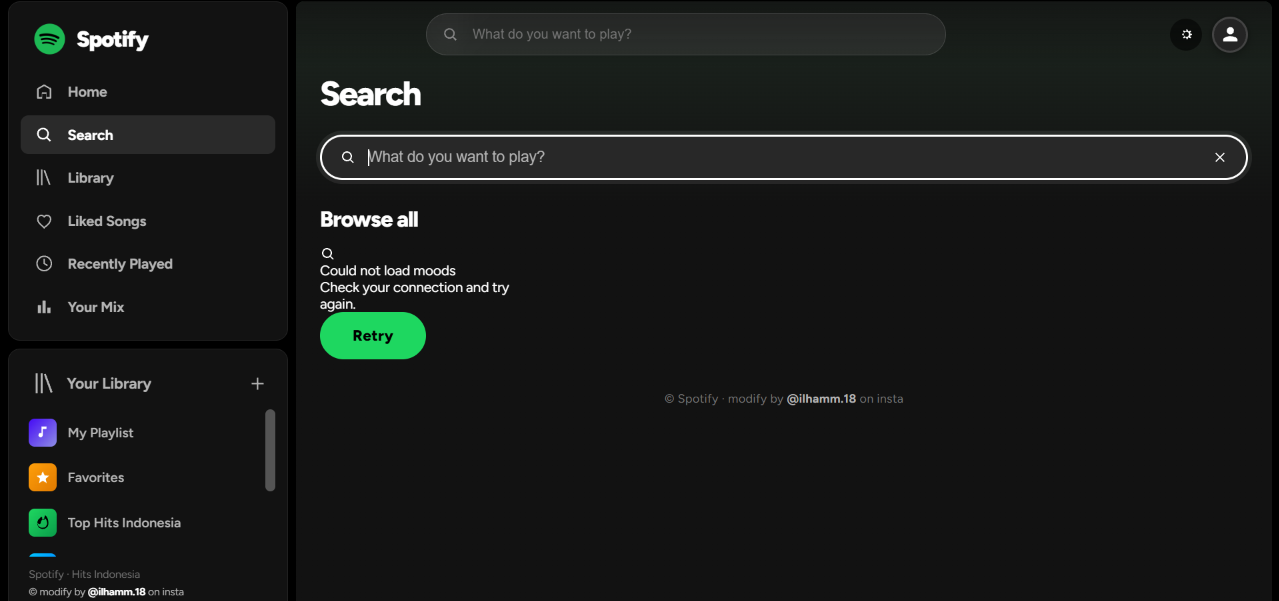 Spotify
Home
Search
Library
Liked Songs
Recently Played
Your Mix
Your Library
My Playlist
Favorites
Top Hits Indonesia
Spotify · Hits Indonesia
© modify by @ilhamm.18 on insta
What do you want to play?
Search
What do you want to play?
Browse all
Could not load moods
Check your connection and try
again.
Retry
© Spotify · modify by @ilhamm.18 on insta